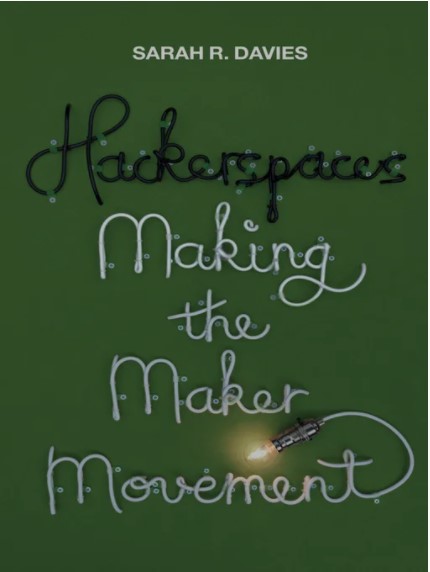 SARAH R. DAVIES
Hackerspaces
Making
the
Maker
Movement